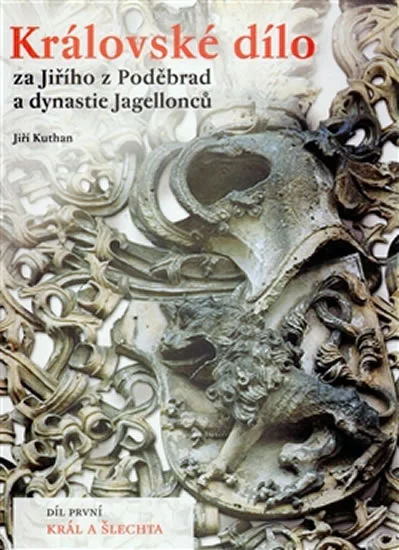 Královské dílo
za Jiřího z Poděbrad
a dynastie Jagellonců
Jiří Kuthan
DÍL PRVNÍ
KRÁL A ŠLECHTA